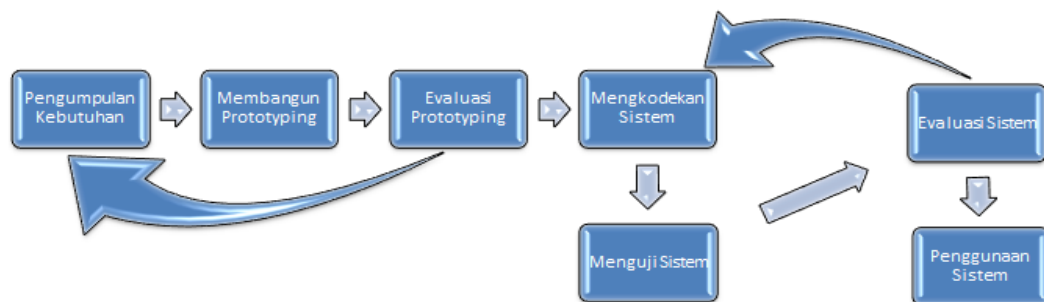 Pengumpulan
Kebutuhan
Membangun
Prototyping
Evaluasi
Prototyping
Mengkodekan
Sistem
Menguji Sistem
Evaluasi Sistem
Penggunaan
Sistem